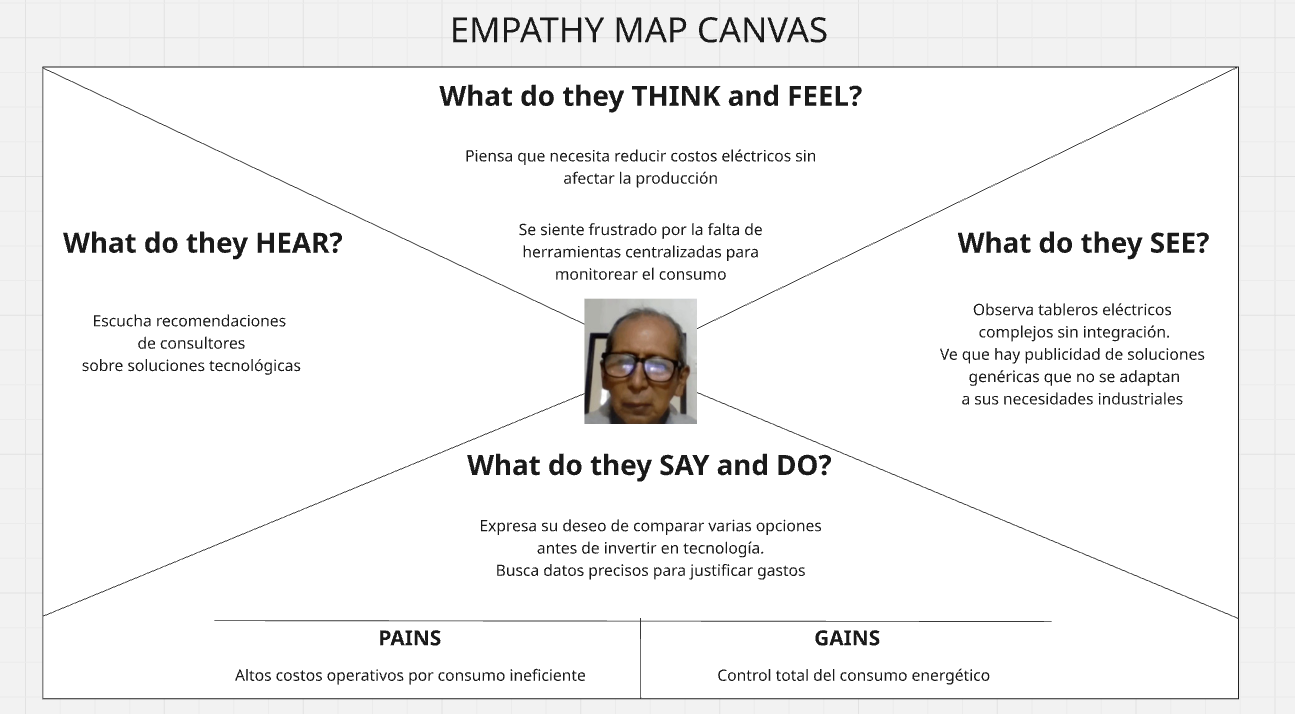 EMPATHY MAP CANVAS
What do they THINK and FEEL?
Piensa que necesita reducir costos eléctricos sin
afectar la producción
Se siente frustrado por la falta de
herramientas centralizadas para
monitorear el consumo
What do they HEAR?
Escucha recomendaciones
de consultores
sobre soluciones tecnológicas
What do they SEE?
Observa tableros eléctricos
complejos sin integración.
Ve que hay publicidad de soluciones
genéricas que no se adaptan
a sus necesidades industriales
What do they SAY and DO?
Expresa su deseo de comparar varias opciones
antes de invertir en tecnología.
Busca datos precisos para justificar gastos
PAINS
Altos costos operativos por consumo ineficiente
GAINS
Control total del consumo energético